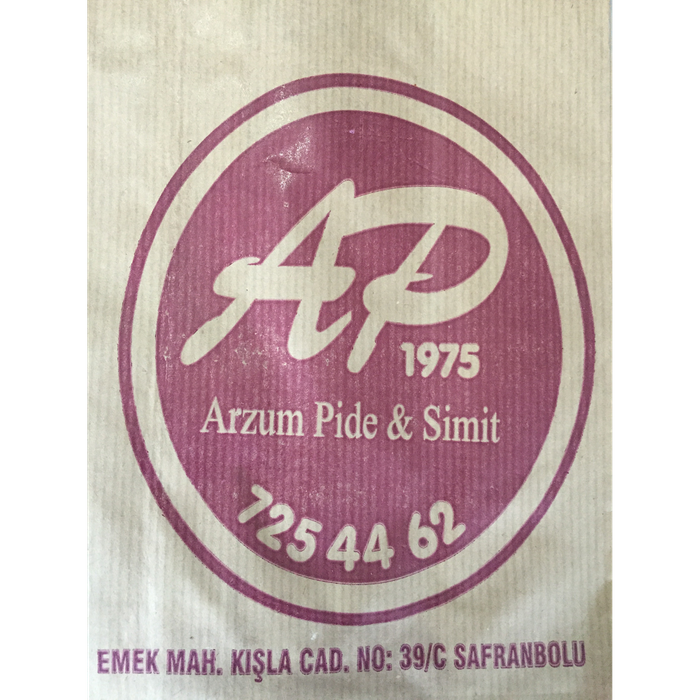 AP
1975
Arzum Pide & Simit
725 44 62
EMEK MAH. KIŞLA CAD. NO: 39/C SAFRANBOLU